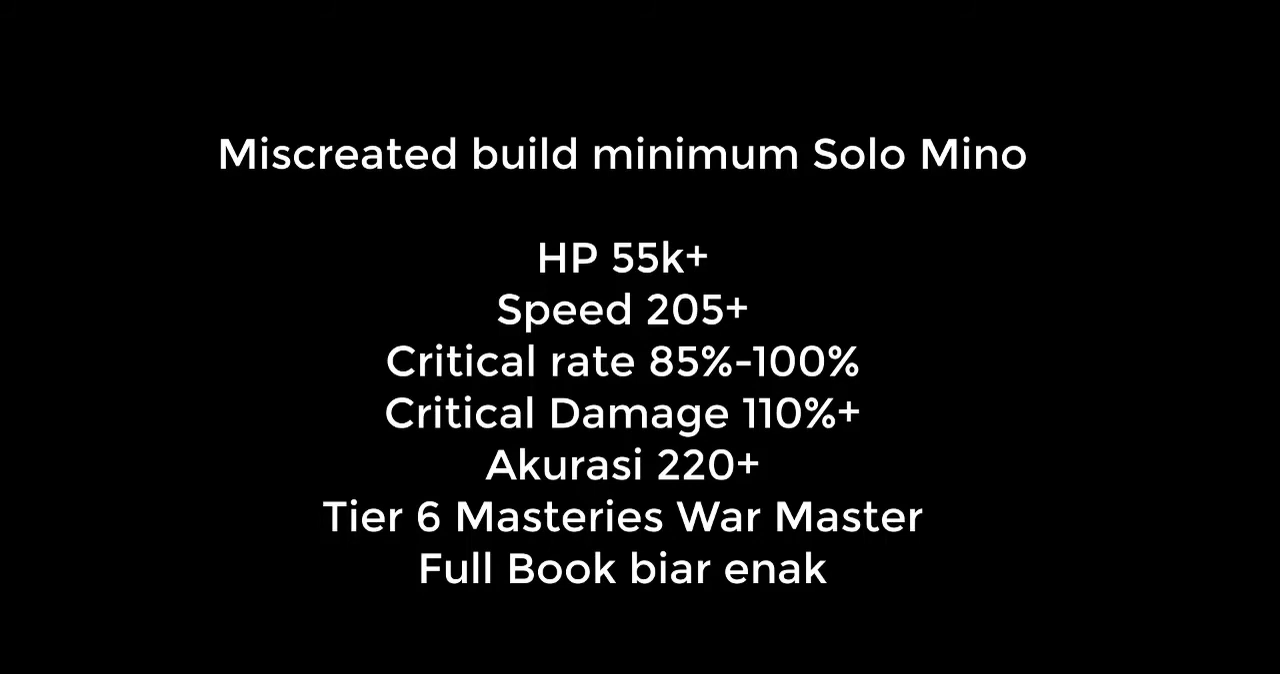 Miscreated build minimum Solo Mino
HP 55k+
Speed 205+
Critical rate 85%-100%
Critical Damage 110%+
Akurasi 220+
Tier 6 Masteries War Master
Full Book biar enak